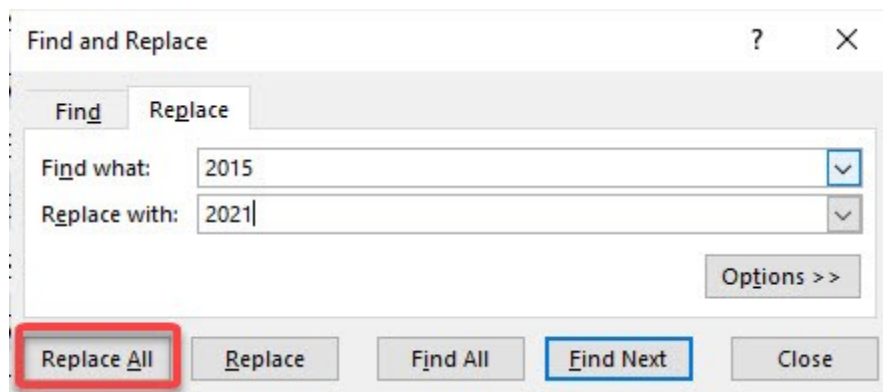 Find and Replace ?
Find Replace
Find what: 2015
Replace with: 2021
Options >>
Replace All Replace Find All Find Next Close